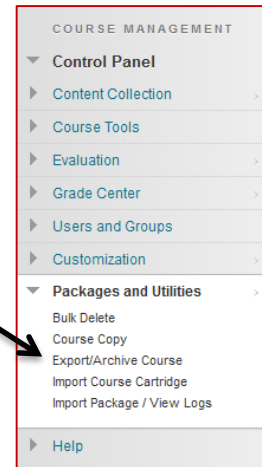 COURSE MANAGEMENT
Control Panel
Content Collection
Course Tools
Evaluation
Grade Center
Users and Groups
Customization
Packages and Utilities
Bulk Delete
Course Copy
Export/Archive Course
Import Course Cartridge
Import Package / View Logs
Help